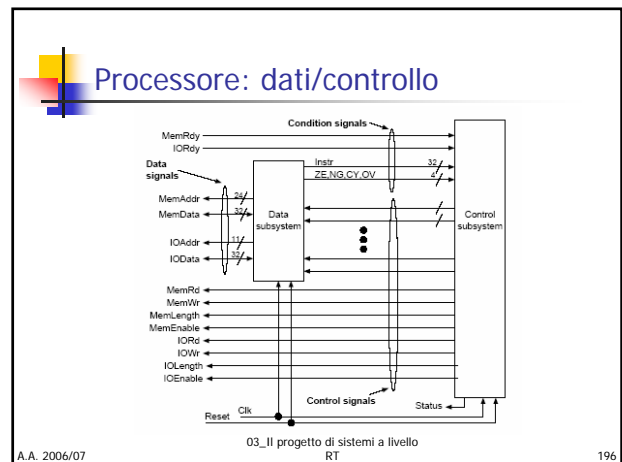 Processore: dati/controllo
Condition signals
MemRdy
IORdy
Instr 32
ZE,NG,CY,OV 4
Data
signals
MemAddr 24
MemData 32
IOAddr 11
IOData 32
Data
subsystem
Control
subsystem
MemRd
MemWr
MemLength
MemEnable
IORd
IOWr
IOLength
IOEnable
Control signals
Status
Reset Clk
A.A. 2006/07
03_Il progetto di sistemi a livello
RT
196